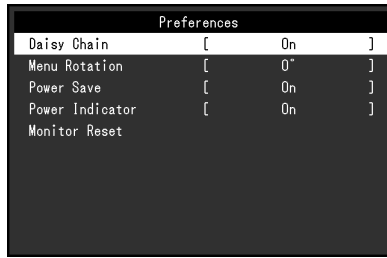 Preferences
Daisy Chain [ On ]
Menu Rotation [ 0° ]
Power Save [ On ]
Power Indicator [ On ]
Monitor Reset